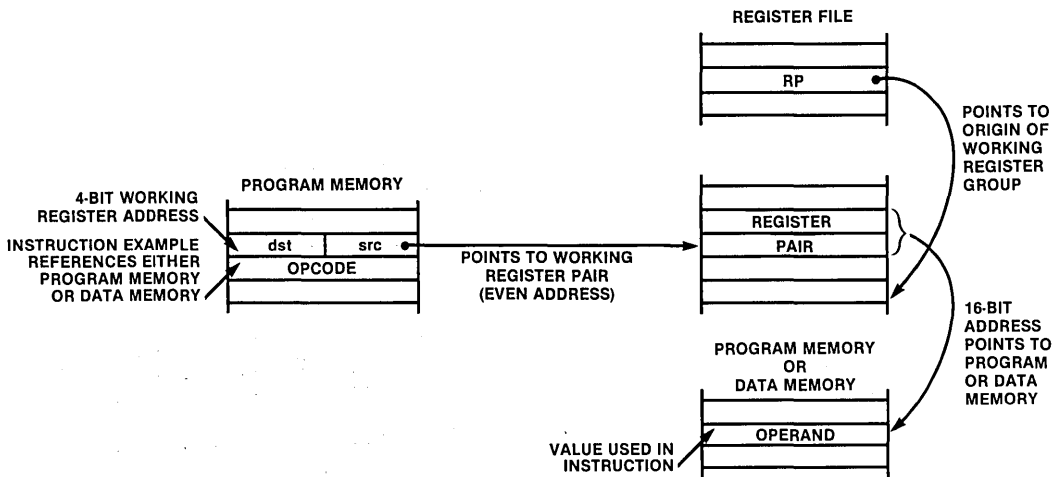 REGISTER FILE
RP
POINTS TO
ORIGIN OF
WORKING
REGISTER
GROUP
4-BIT WORKING
REGISTER ADDRESS
PROGRAM MEMORY
dst
src
OPCODE
INSTRUCTION EXAMPLE
REFERENCES EITHER
PROGRAM MEMORY
OR DATA MEMORY
POINTS TO WORKING
REGISTER PAIR
(EVEN ADDRESS)
REGISTER
PAIR
16-BIT
ADDRESS
POINTS TO
PROGRAM
OR DATA
MEMORY
PROGRAM MEMORY
OR
DATA MEMORY
OPERAND
VALUE USED IN
INSTRUCTION